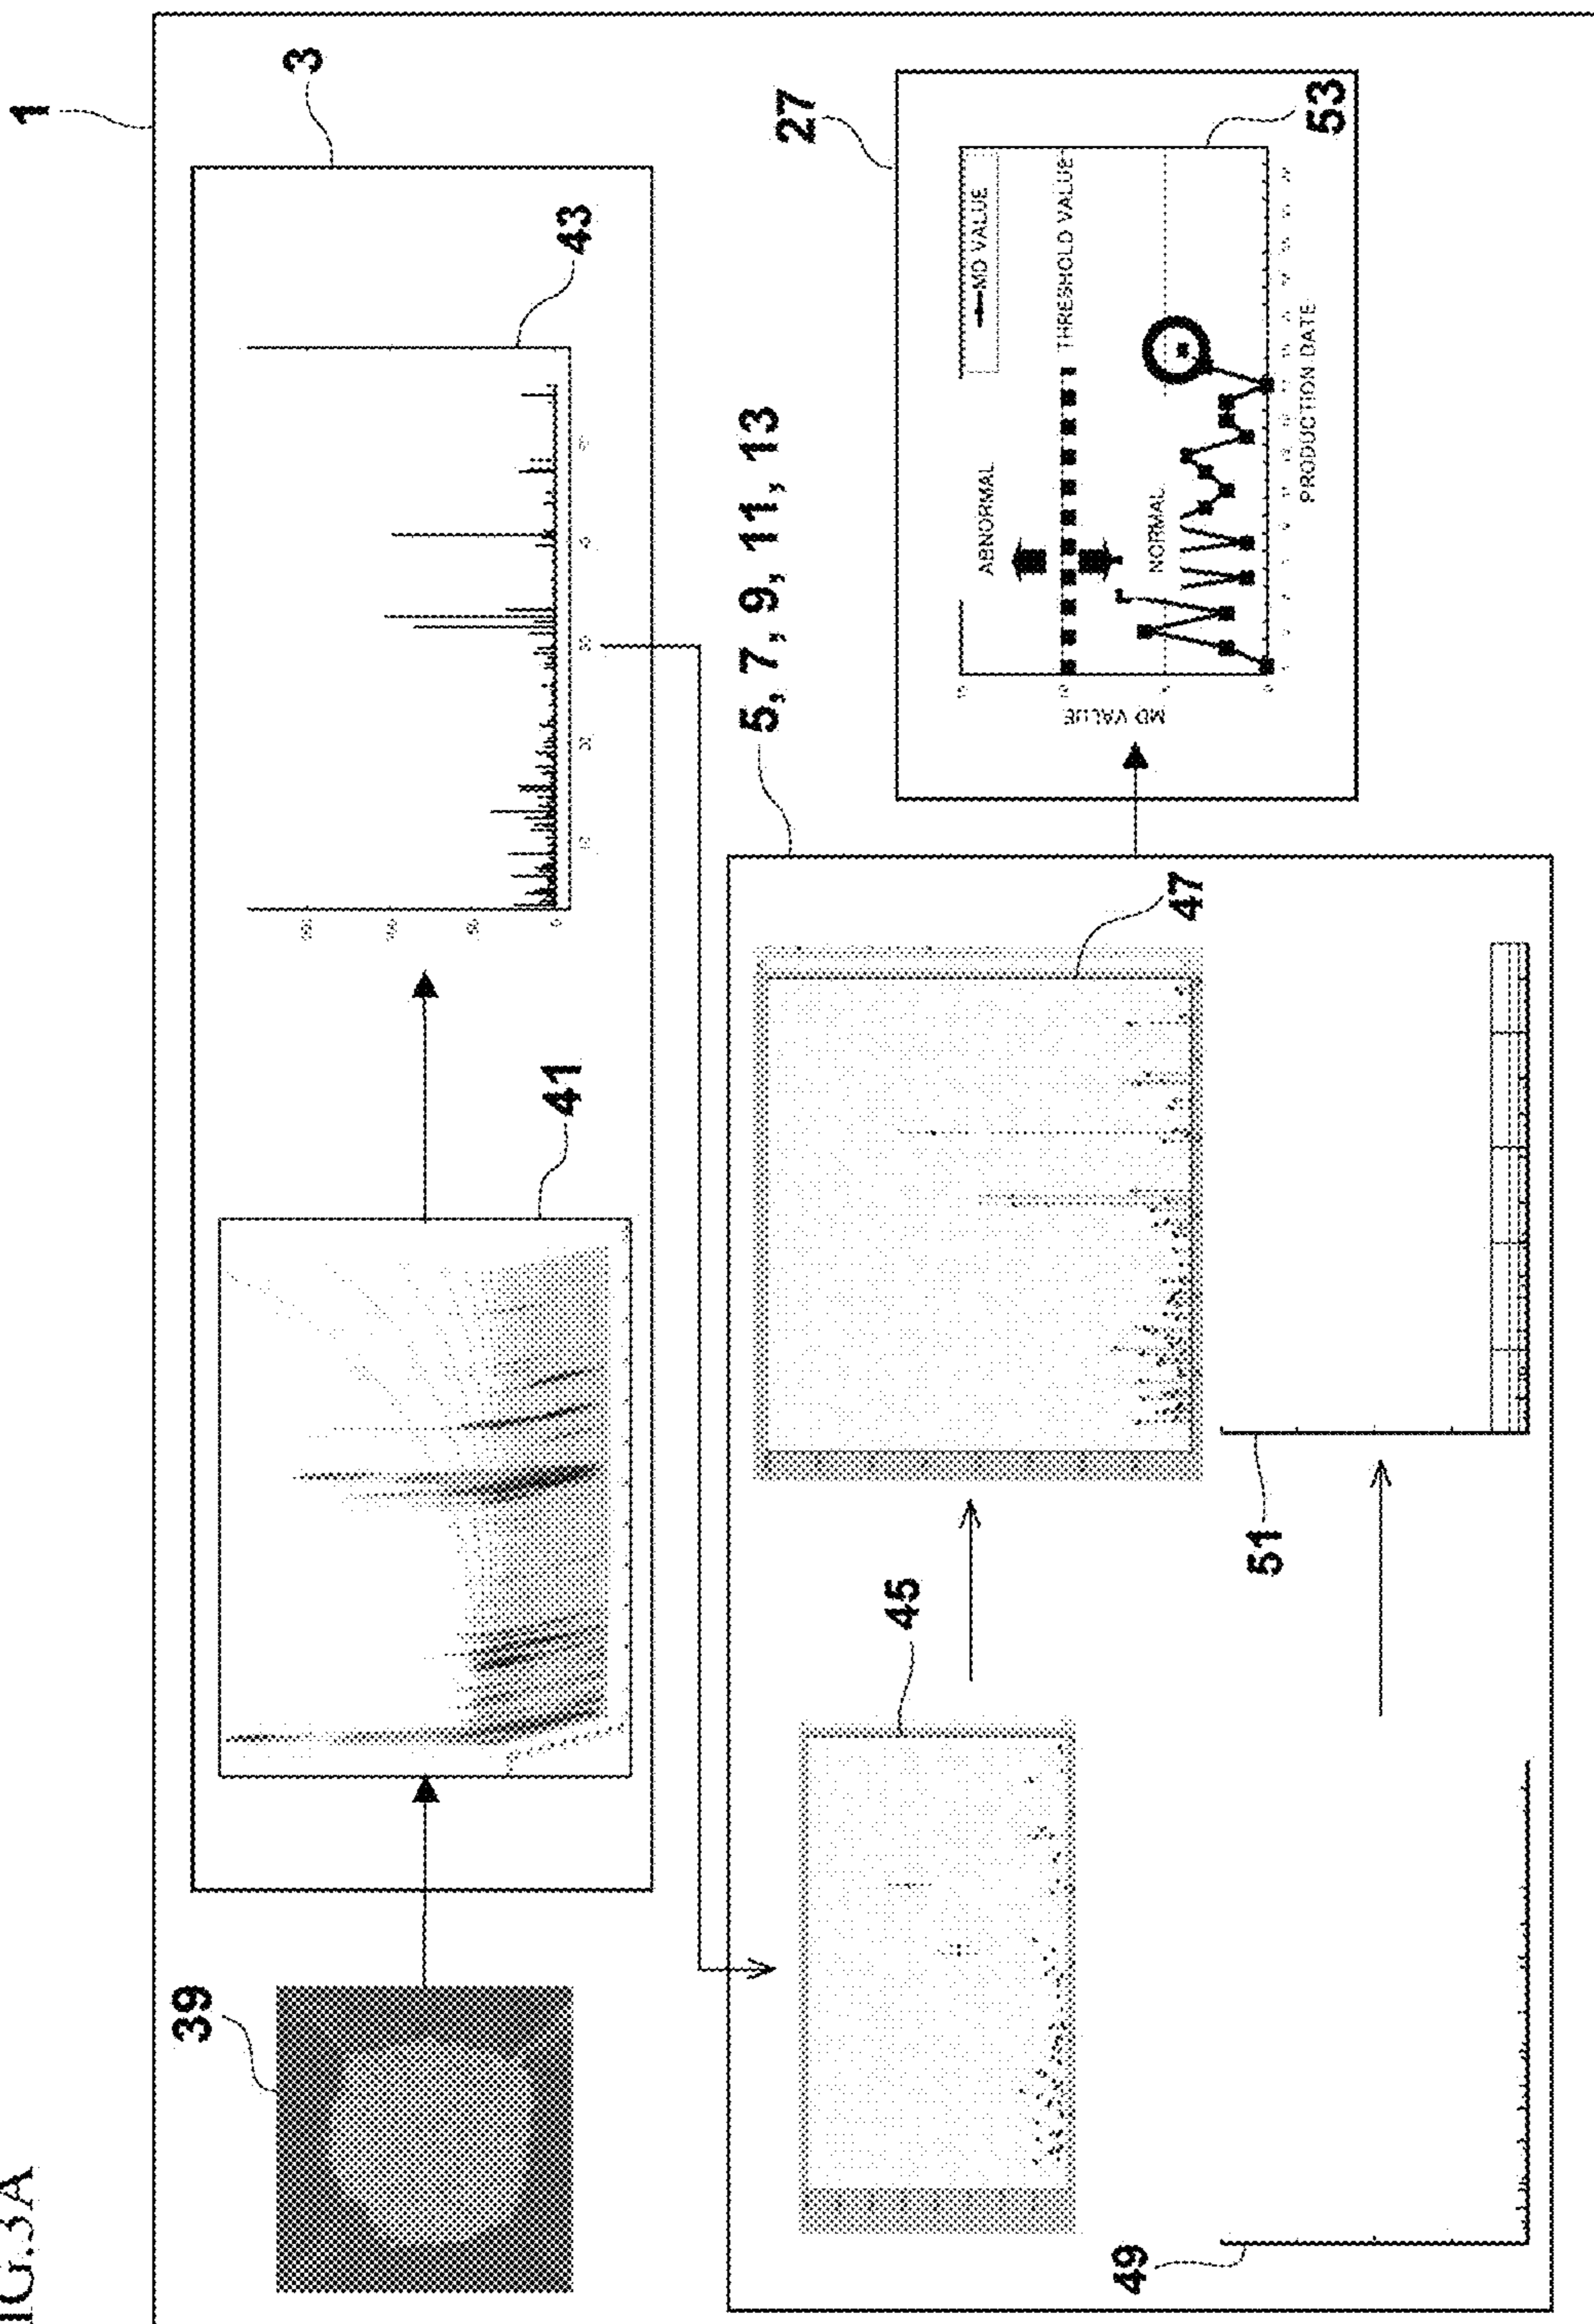 IG.3A
1
3
39
41
43
5, 7, 9, 11, 13
45
47
49
51
27
53
MD VALUE
THRESHOLD VALUE
ABNORMAL
NORMAL
MD VALUE
PRODUCTION DATE